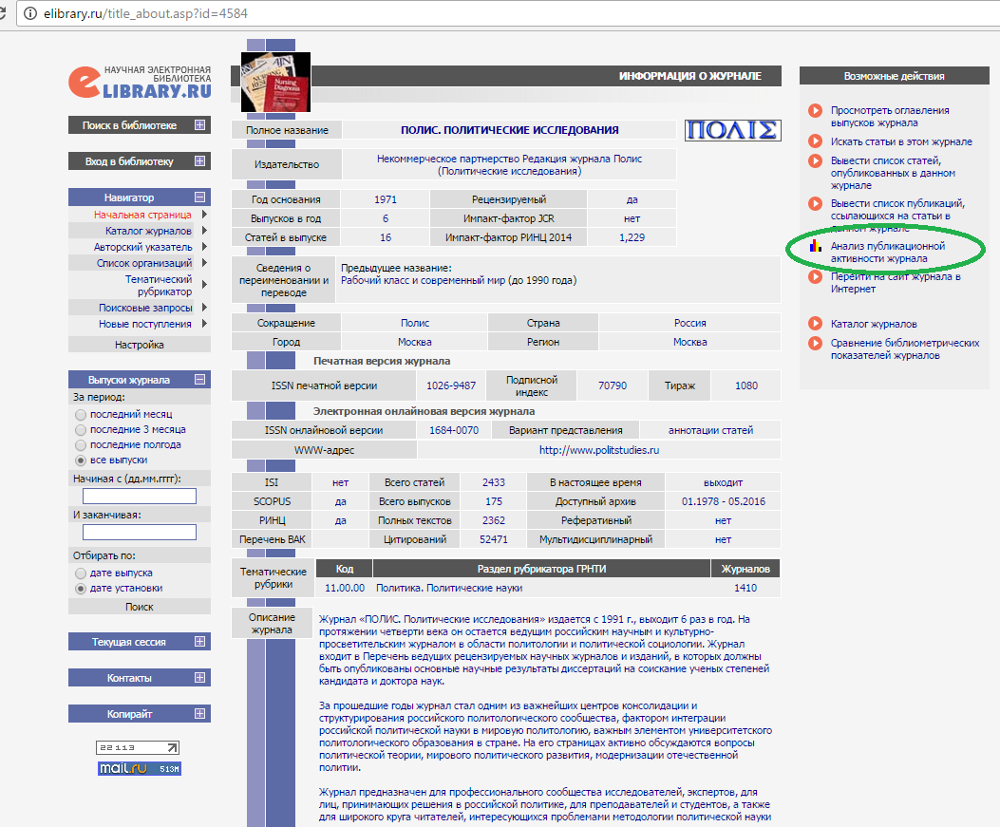 elibrary.ru/title_about.asp?id=4584
НАУЧНАЯ ЭЛЕКТРОННАЯ
БИБЛИОТЕКА
eLIBRARY.RU
Поиск в библиотеке
Вход в библиотеку
Навигатор
Начальная страница
Каталог журналов
Авторский указатель
Список организаций
Тематический
рубрикатор
Поисковые запросы
Новые поступления
Настройка
Выпуски журнала
За период:
последний месяц
последние 3 месяца
последние полгода
все выпуски
Начиная с (дд.мм.гггг):
И заканчивая:
Отбирать по:
дате выпуска
дате установки
Поиск
Текущая сессия
Контакты
Копирайт
22113
mail.ru 513M
ИНФОРМАЦИЯ О ЖУРНАЛЕ
Nursing
Diagnosis
Полное название ПОЛИС. ПОЛИТИЧЕСКИЕ ИССЛЕДОВАНИЯ
ПОΛΙΣ
Издательство Некоммерческое партнерство Редакция журнала Полис
(Политические исследования)
Год основания 1971 Рецензируемый да
Выпусков в год 6 Импакт-фактор JCR нет
Статей в выпуске 16 Импакт-фактор РИНЦ 2014 1,229
Сведения о
переименовании и
переводе
Предыдущее название:
Рабочий класс и современный мир (до 1990 года)
Сокращение Полис Страна Россия
Город Москва Регион Москва
Печатная версия журнала
ISSN печатной версии 1026-9487 Подписной
индекс 70790 Тираж 1080
Электронная онлайновая версия журнала
ISSN онлайновой версии 1684-0070 Вариант представления аннотации статей
WWW-адрес http://www.politstudies.ru
ISI нет Всего статей 2433 В настоящее время выходит
SCOPUS да Всего выпусков 175 Доступный архив 01.1978 - 05.2016
РИНЦ да Полных текстов 2362 Реферативный нет
Перечень ВАК Цитирований 52471 Мультидисциплинарный нет
Тематические
рубрики
Код Раздел рубрикатора ГРНТИ Журналов
11.00.00 Политика. Политические науки 1410
Описание
журнала
Журнал «ПОЛИС. Политические исследования» издается с 1991 г., выходит 6 раз в год. На
протяжении четверти века он остается ведущим российским научным и культурно-
просветительским журналом в области политологии и политической социологии. Журнал
входит в Перечень ведущих рецензируемых научных журналов и изданий, в которых должны
быть опубликованы основные научные результаты диссертаций на соискание ученых степеней
кандидата и доктора наук.
За прошедшие годы журнал стал одним из важнейших центров консолидации и
структурирования российского политологического сообщества, фактором интеграции
российской политической науки в мировую политологию, важным элементом университетского
политологического образования в стране. На его страницах активно обсуждаются вопросы
политической теории, мирового политического развития, модернизации отечественной
политии.
Журнал предназначен для профессионального сообщества исследователей, экспертов, для
лиц, принимающих решения в российской политике, для преподавателей и студентов, а также
для широкого круга читателей, интересующихся проблемами методологии политической науки
Возможные действия
Просмотреть оглавления
выпусков журнала
Искать статьи в этом журнале
Вывести список статей,
опубликованных в данном
журнале
Вывести список публикаций,
ссылающихся на статьи в
данном журнале
Анализ публикационной
активности журнала
Перейти на сайт журнала в
Интернет
Каталог журналов
Сравнение библиометрических
показателей журналов